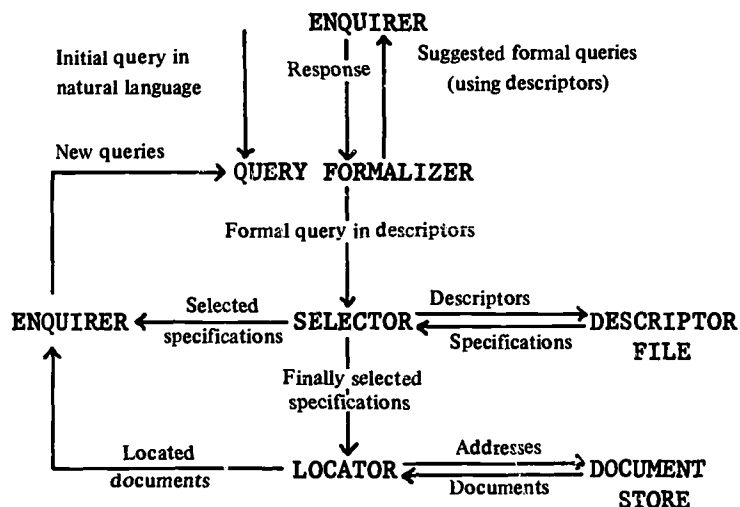 ENQUIRER
Initial query in
natural language
Response
Suggested formal queries
(using descriptors)
New queries
QUERY FORMALIZER
Formal query in descriptors
ENQUIRER
Selected
specifications
SELECTOR
Descriptors
Specifications
DESCRIPTOR
FILE
Finally selected
specifications
Located
documents
LOCATOR
Addresses
Documents
DOCUMENT
STORE